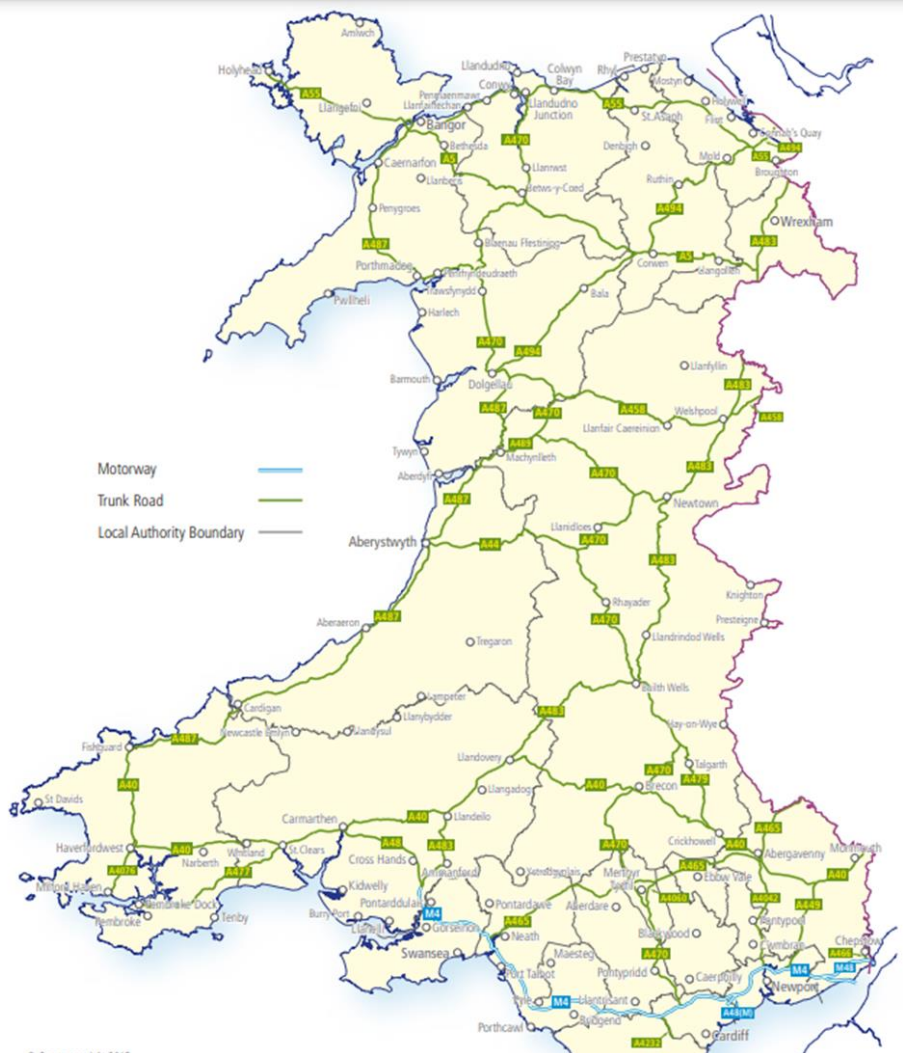 Amlwch
Holyhead
A55
Llangefni
Llandudno
Colwyn
Bay
Rhyl
Prestatyn
Mostyn
Conwy
Penmaenmawr
Llanfairfechan
Llandudno
Junction
A55
Holywell
Flint
St.Asaph
Connah's Quay
A494
Bangor
Bethesda
A5
A470
Denbigh
Mold
A55
Broughton
Caernarfon
Llanberis
Llanrwst
Ruthin
Betws-y-Coed
Penygroes
A494
Wrexham
A487
Blaenau Ffestiniog
A483
Porthmadog
Penrhyndeudraeth
Corwen
A5
Llangollen
Trawsfynydd
Bala
Pwllheli
Harlech
A470
A494
Llanfyllin
Barmouth
Dolgellau
A483
A487
A470
A458
Welshpool
A458
Llanfair Caereinion
A489
Tywyn
Machynlleth
Motorway
A470
A483
Aberdyfi
Trunk Road
A487
Newtown
Local Authority Boundary
Llanidloes
Aberystwyth
A44
A470
A483
Knighton
Rhayader
A487
A470
Presteigne
Aberaeron
Llandrindod Wells
Tregaron
Builth Wells
Lampeter
Cardigan
A483
Llanybydder
Newcastle Emlyn
Llandysul
Hay-on-Wye
A487
Fishguard
Llandovery
Talgarth
A470
A479
A40
A40
Brecon
St Davids
Llangadog
Carmarthen
A40
Llandeilo
A465
Crickhowell
Haverfordwest
A40
Whitland
St.Clears
A48
A483
A470
A40
Monmouth
Abergavenny
Narberth
Cross Hands
A465
A4076
A477
Ammanford
Ystradgynlais
Merthyr
Tydfil
Ebbw Vale
A40
Milford Haven
Kidwelly
A4060
A4042
A449
Pembroke Dock
Pontarddulais
Pontardawe
Aberdare
Pembroke
Tenby
Burry Port
M4
A465
Pontypool
Llanelli
Gorseinon
Neath
Blackwood
Cwmbran
Chepstow
Swansea
Maesteg
A470
A466
Port Talbot
Pontypridd
Caerphilly
M4
M48
Newport
Pyle
M4
Llantrisant
A48(M)
Bridgend
Porthcawl
Cardiff
A4232